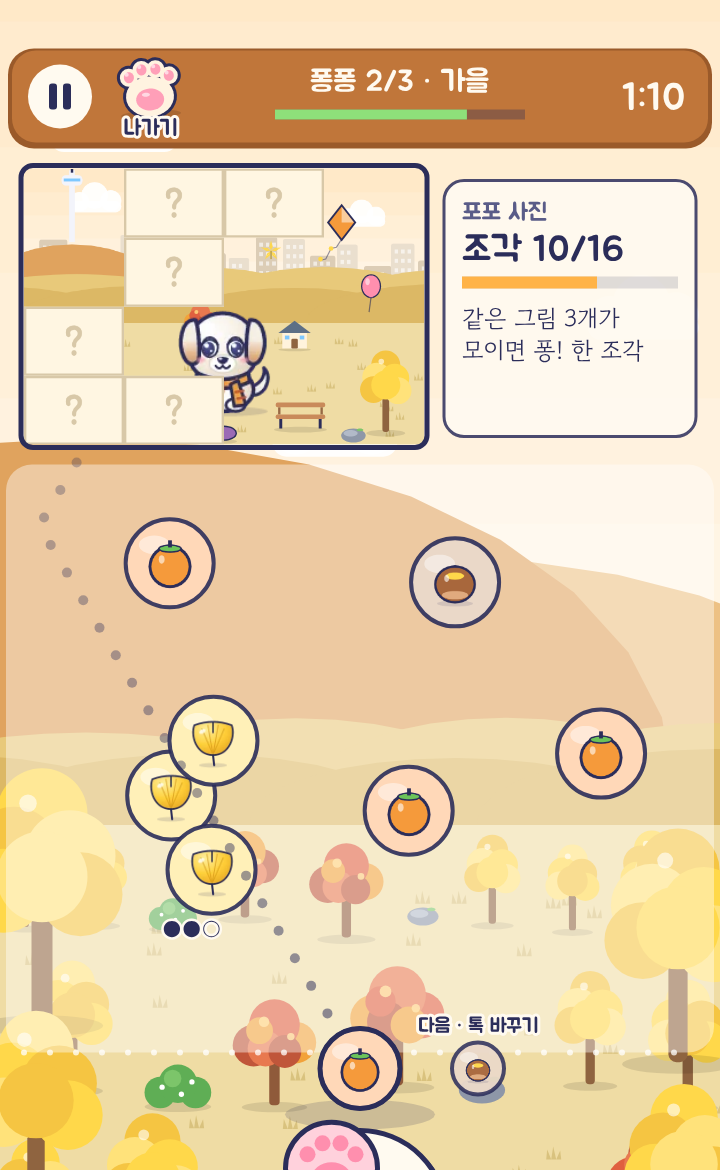 퐁퐁 2/3 · 가을
1:10
나가기
포포 사진
조각 10/16
같은 그림 3개가
모이면 퐁! 한 조각
?
?
?
?
?
?
다음 · 톡 바꾸기